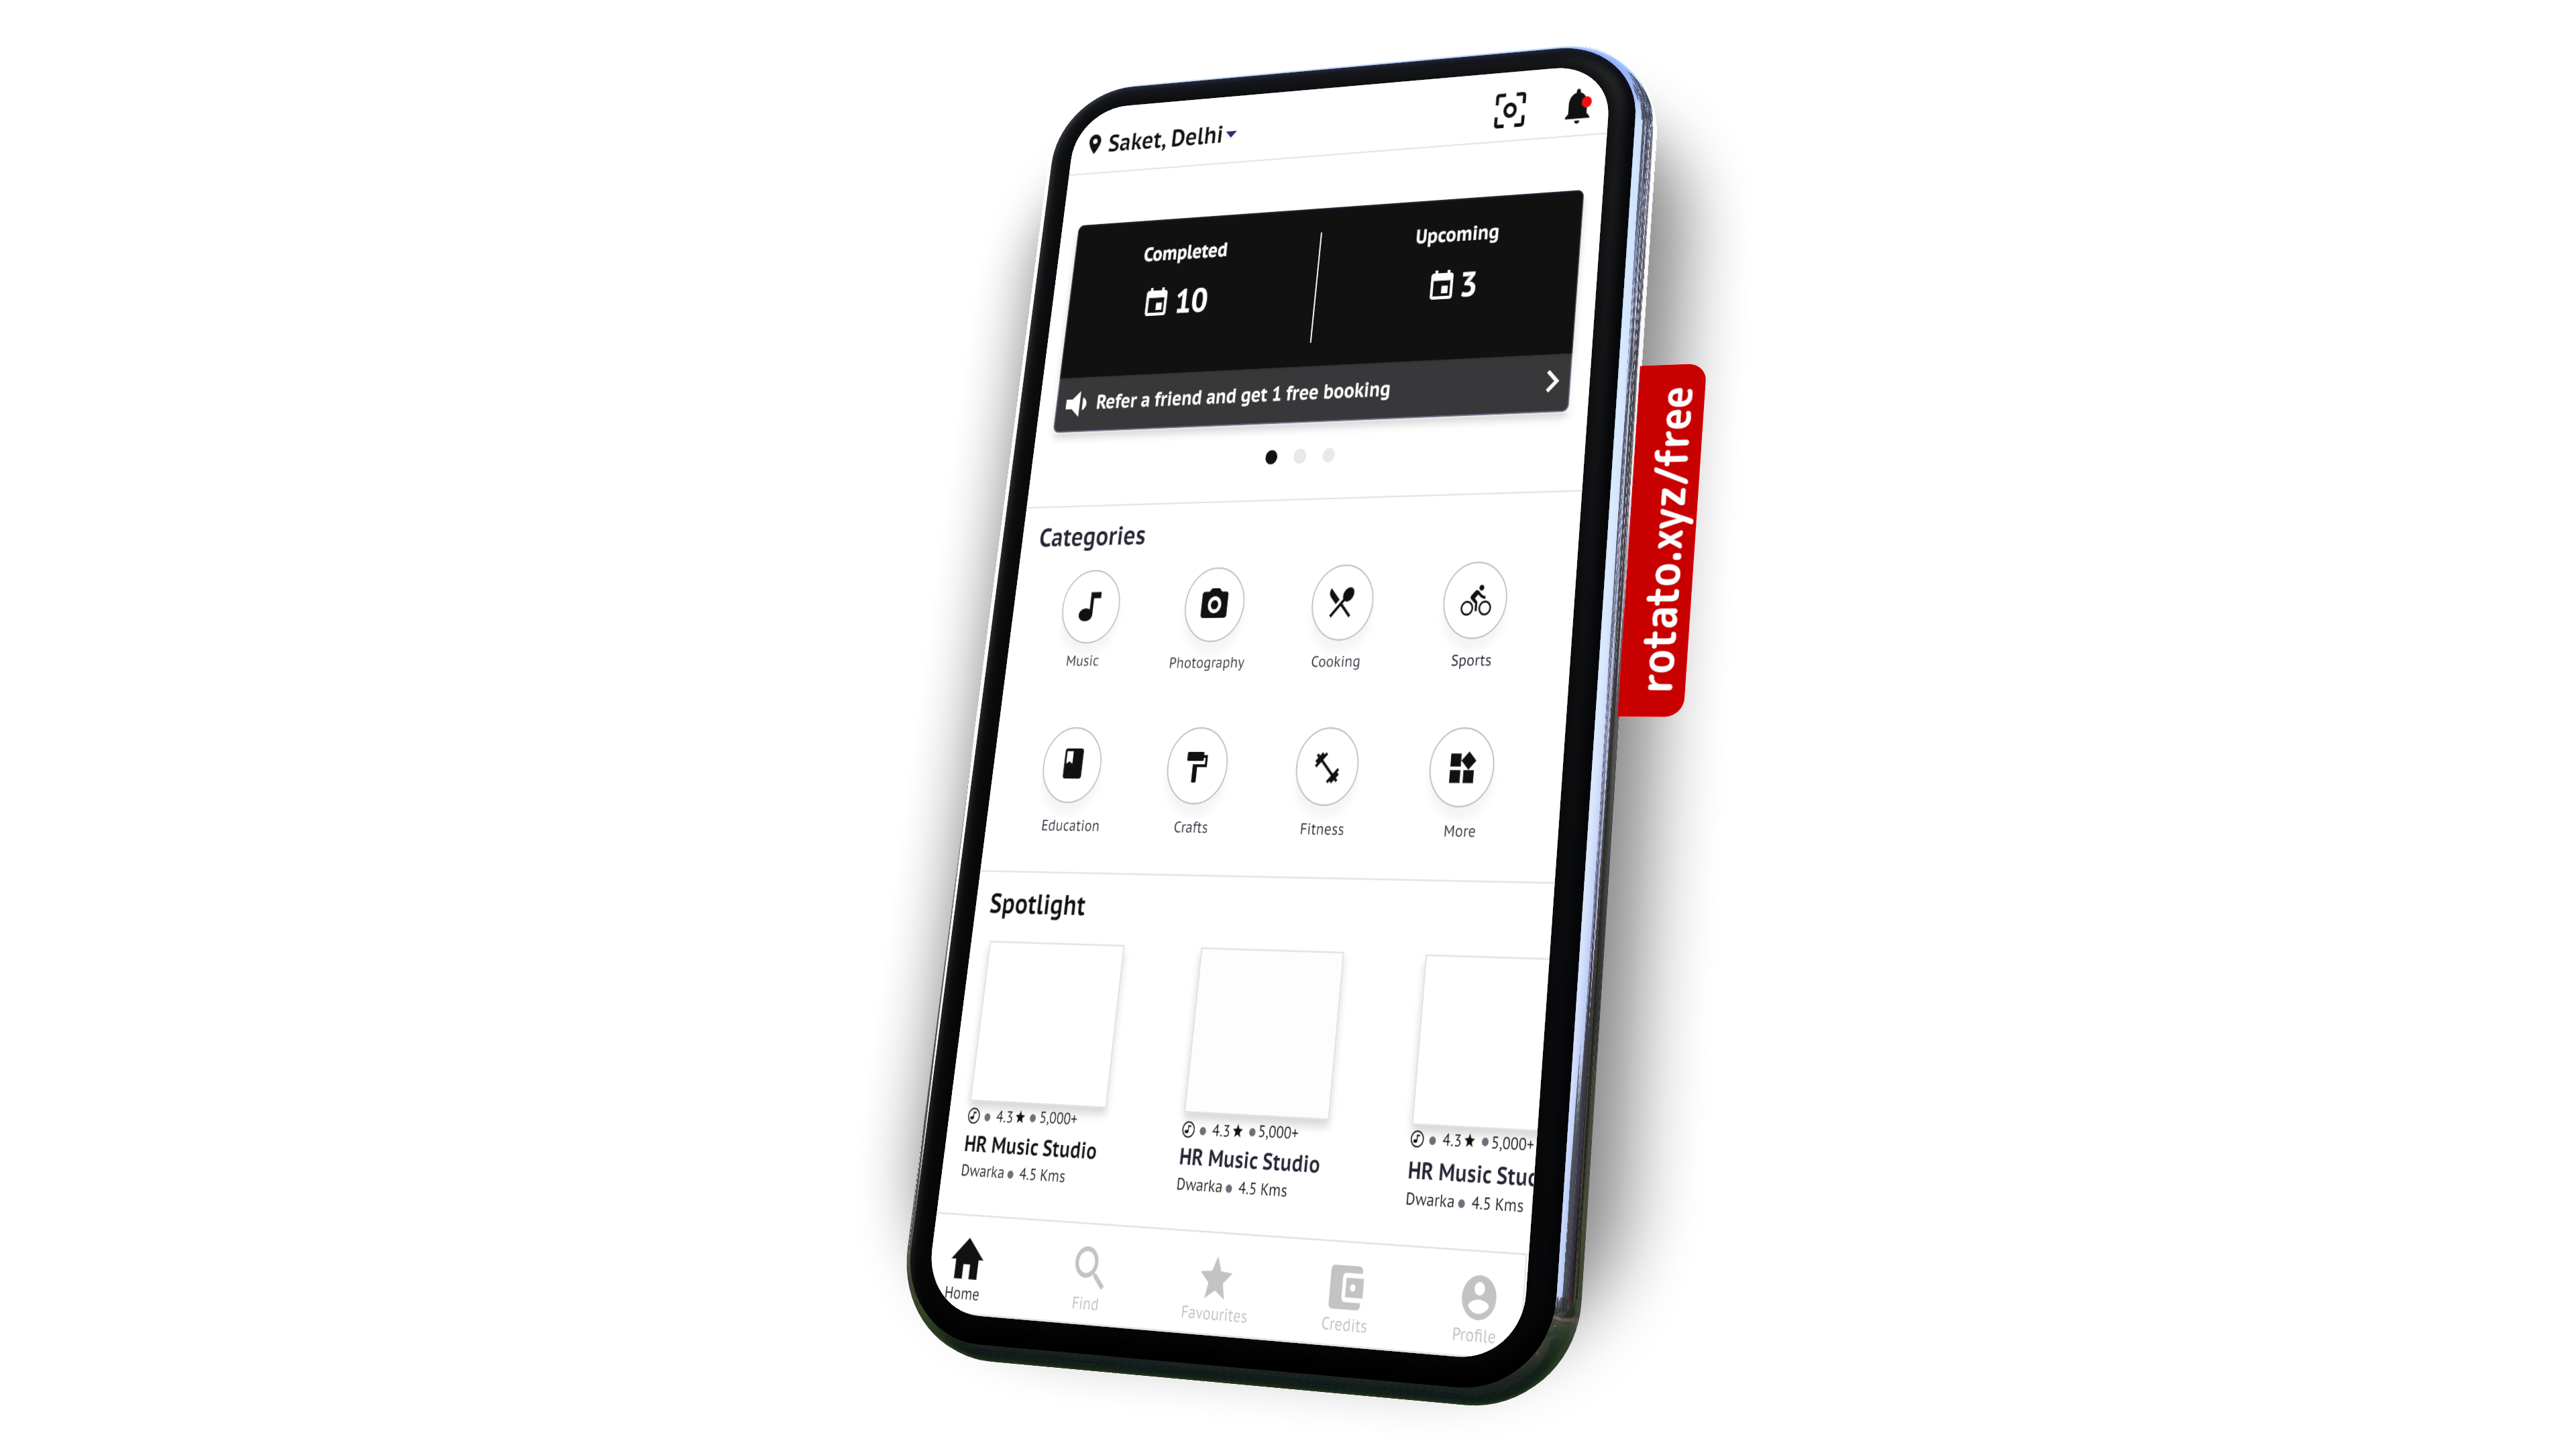 Saket, Delhi
Completed
10
Upcoming
3
Refer a friend and get 1 free booking
Categories
Music
Photography
Cooking
Sports
Education
Crafts
Fitness
More
Spotlight
4.3★ • 5,000+
HR Music Studio
Dwarka • 4.5 Kms
4.3★ • 5,000+
HR Music Studio
Dwarka • 4.5 Kms
4.3★ • 5,000+
HR Music Stud
Dwarka • 4.5 Kms
Home
Find
Favourites
Credits
Profile
rotato.xyz/free